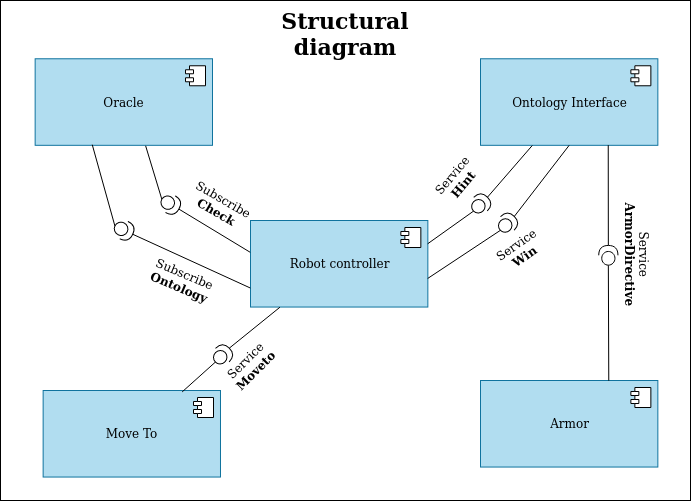 Structural
diagram
Oracle
Ontology Interface
Subscribe
Check
Service
Hint
Subscribe
Ontology
Robot controller
Service
Win
Service
ArmorDirective
Service
Moveto
Move To
Armor